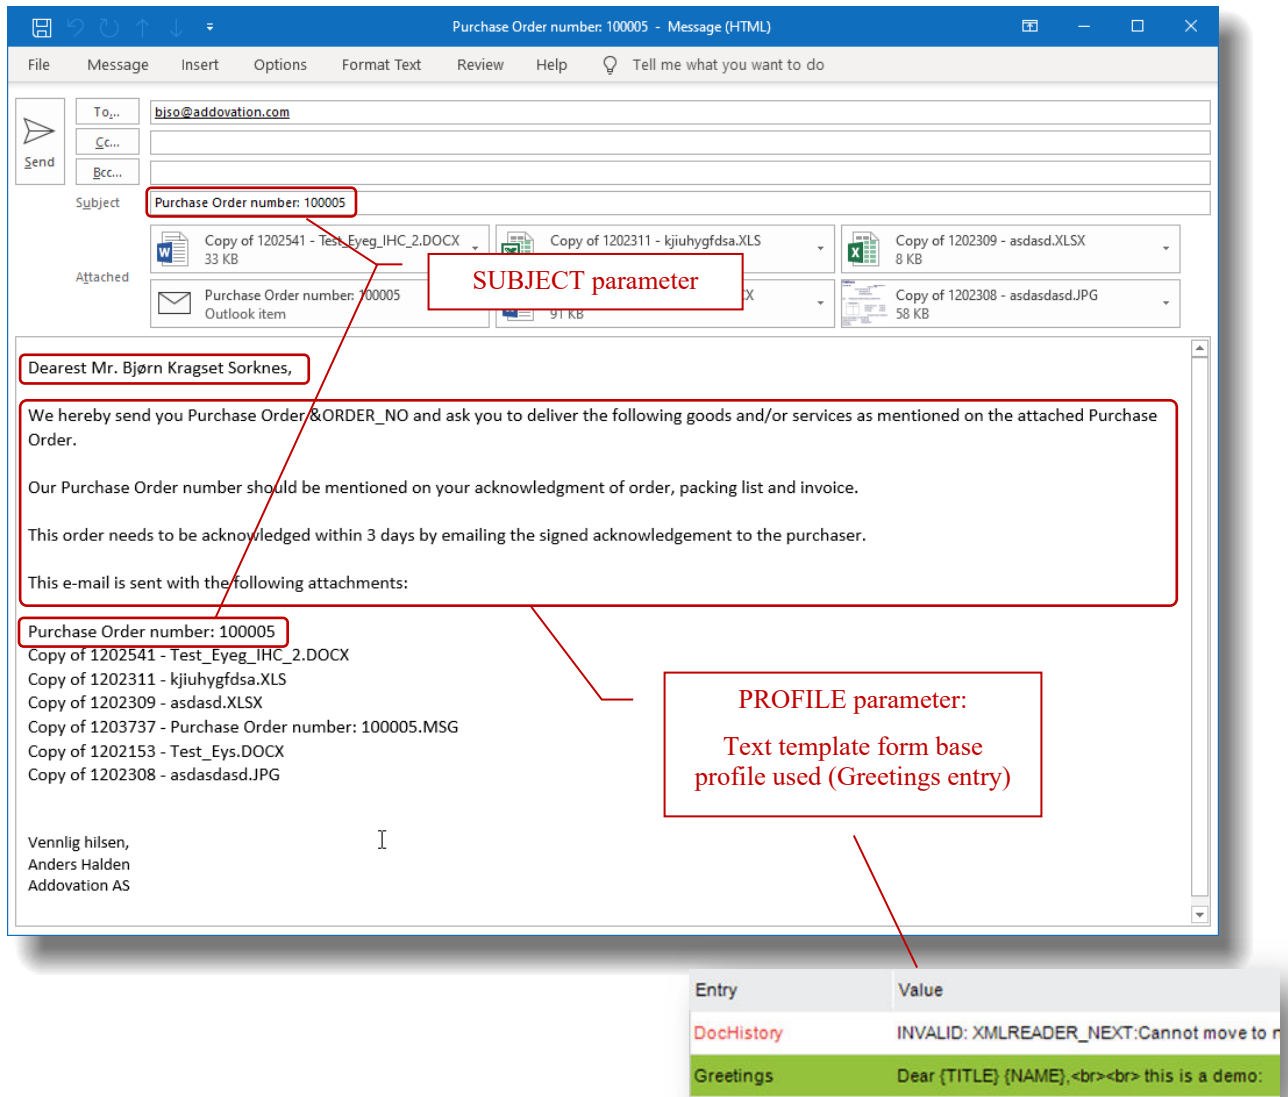 Purchase Order number: 100005 - Message (HTML)
File Message Insert Options Format Text Review Help Tell me what you want to do
To... bjso@addovation.com
Cc...
Send
Bcc...
Subject Purchase Order number: 100005
Attached
Copy of 1202541 - Test_Eyeg_IHC_2.DOCX
33 KB
Copy of 1202311 - kjiuhygfdsa.XLS
Copy of 1202309 - asdasd.XLSX
8 KB
SUBJECT parameter
Purchase Order number: 100005
Outlook item
91 KB
Copy of 1202308 - asdasdasd.JPG
58 KB
Dearest Mr. Bjørn Kragset Sorknes,
We hereby send you Purchase Order &ORDER_NO and ask you to deliver the following goods and/or services as mentioned on the attached Purchase
Order.
Our Purchase Order number should be mentioned on your acknowledgment of order, packing list and invoice.
This order needs to be acknowledged within 3 days by emailing the signed acknowledgement to the purchaser.
This e-mail is sent with the following attachments:
Purchase Order number: 100005
Copy of 1202541 - Test_Eyeg_IHC_2.DOCX
Copy of 1202311 - kjiuhygfdsa.XLS
Copy of 1202309 - asdasd.XLSX
Copy of 1203737 - Purchase Order number: 100005.MSG
Copy of 1202153 - Test_Eys.DOCX
Copy of 1202308 - asdasdasd.JPG
PROFILE parameter:
Text template form base
profile used (Greetings entry)
Vennlig hilsen,
Anders Halden
Addovation AS
Entry Value
DocHistory INVALID: XMLREADER_NEXT:Cannot move to
Greetings Dear {TITLE} {NAME},<br><br> this is a demo: